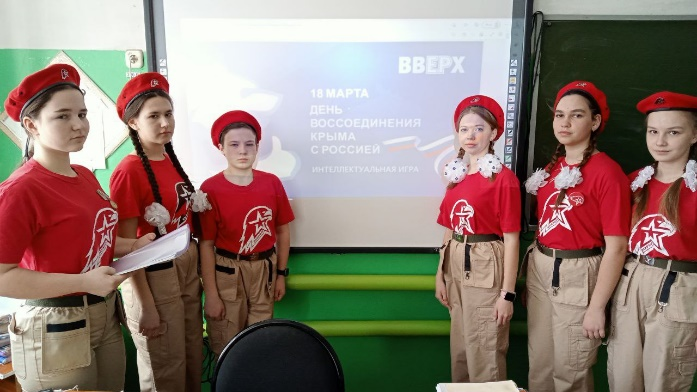 ВВЕРХ
18 МАРТА
ДЕНЬ
ВОССОЕДИНЕНИЯ
КРЫМА
С РОССИЕЙ
ИНТЕЛЛЕКТУАЛЬНАЯ ИГРА